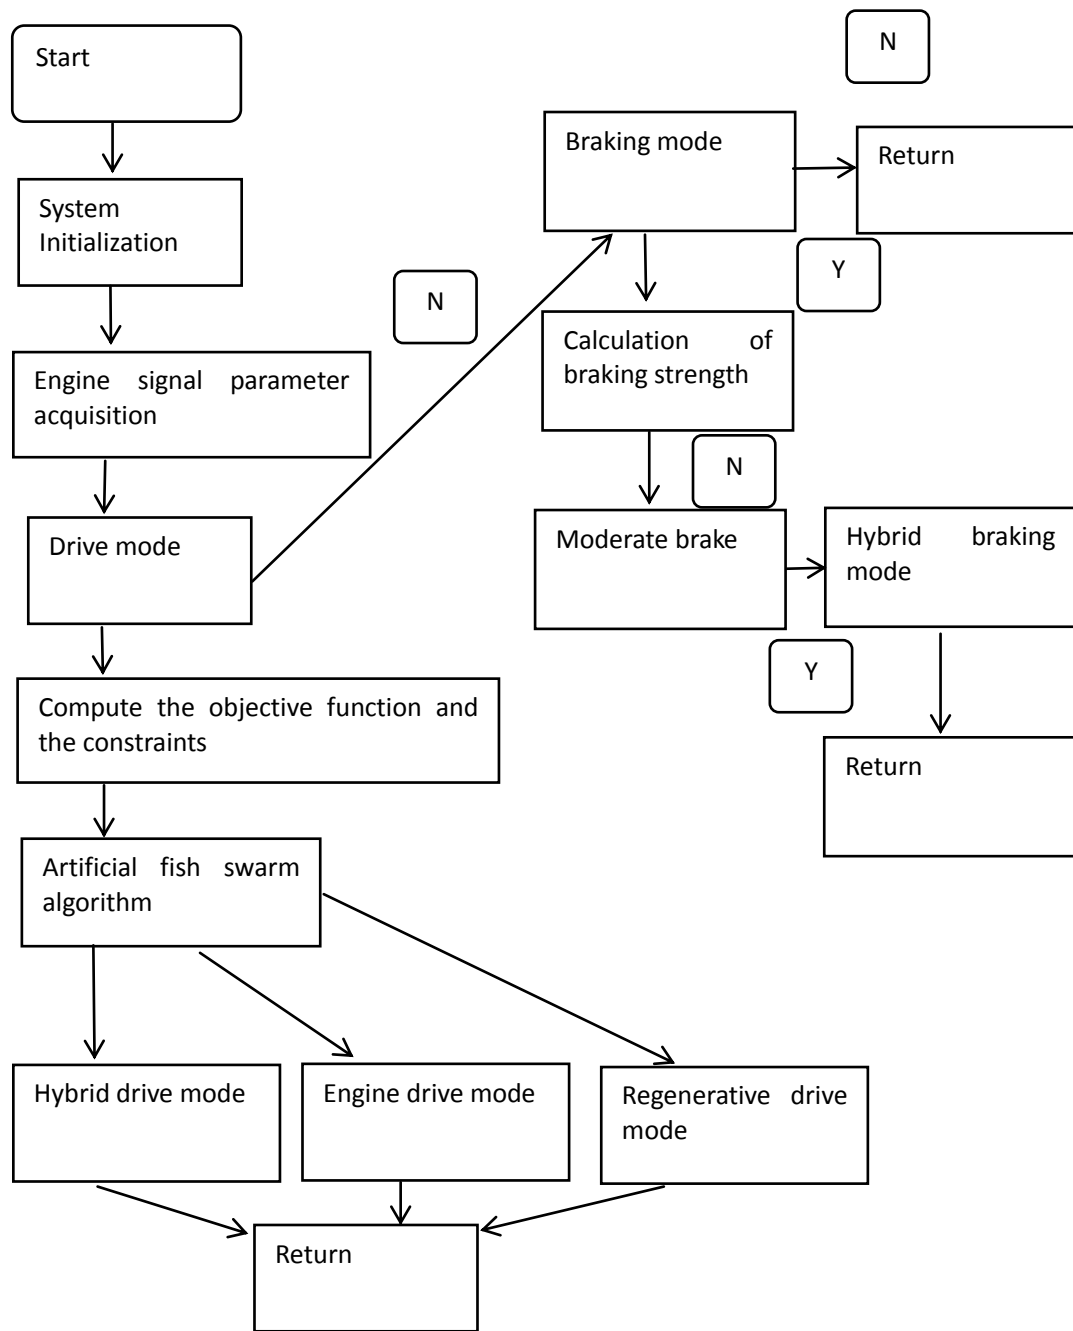 Start
System
Initialization
Engine signal parameter
acquisition
Drive mode
Compute the objective function and
the constraints
Artificial fish swarm
algorithm
Hybrid drive mode
Engine drive mode
Regenerative drive
mode
Return
N
N
Braking mode
Return
Y
Calculation of
braking strength
N
Moderate brake
Hybrid braking
mode
Y
Return